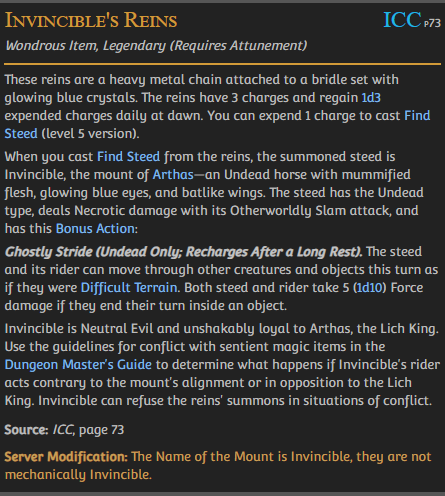 Invincible's Reins ICC p73
Wondrous Item, Legendary (Requires Attunement)
These reins are a heavy metal chain attached to a bridle set with
glowing blue crystals. The reins have 3 charges and regain 1d3
expended charges daily at dawn. You can expend 1 charge to cast Find
Steed (level 5 version).
When you cast Find Steed from the reins, the summoned steed is
Invincible, the mount of Arthas—an Undead horse with mummified
flesh, glowing blue eyes, and batlike wings. The steed has the Undead
type, deals Necrotic damage with its Otherworldly Slam attack, and
has this Bonus Action:
Ghostly Stride (Undead Only; Recharges After a Long Rest). The steed
and its rider can move through other creatures and objects this turn as
if they were Difficult Terrain. Both steed and rider take 5 (1d10) Force
damage if they end their turn inside an object.
Invincible is Neutral Evil and unshakably loyal to Arthas, the Lich King.
Use the guidelines for conflict with sentient magic items in the
Dungeon Master's Guide to determine what happens if Invincible's rider
acts contrary to the mount's alignment or in opposition to the Lich
King. Invincible can refuse the reins' summons in situations of conflict.
Source: ICC, page 73
Server Modification: The Name of the Mount is Invincible, they are not
mechanically Invincible.